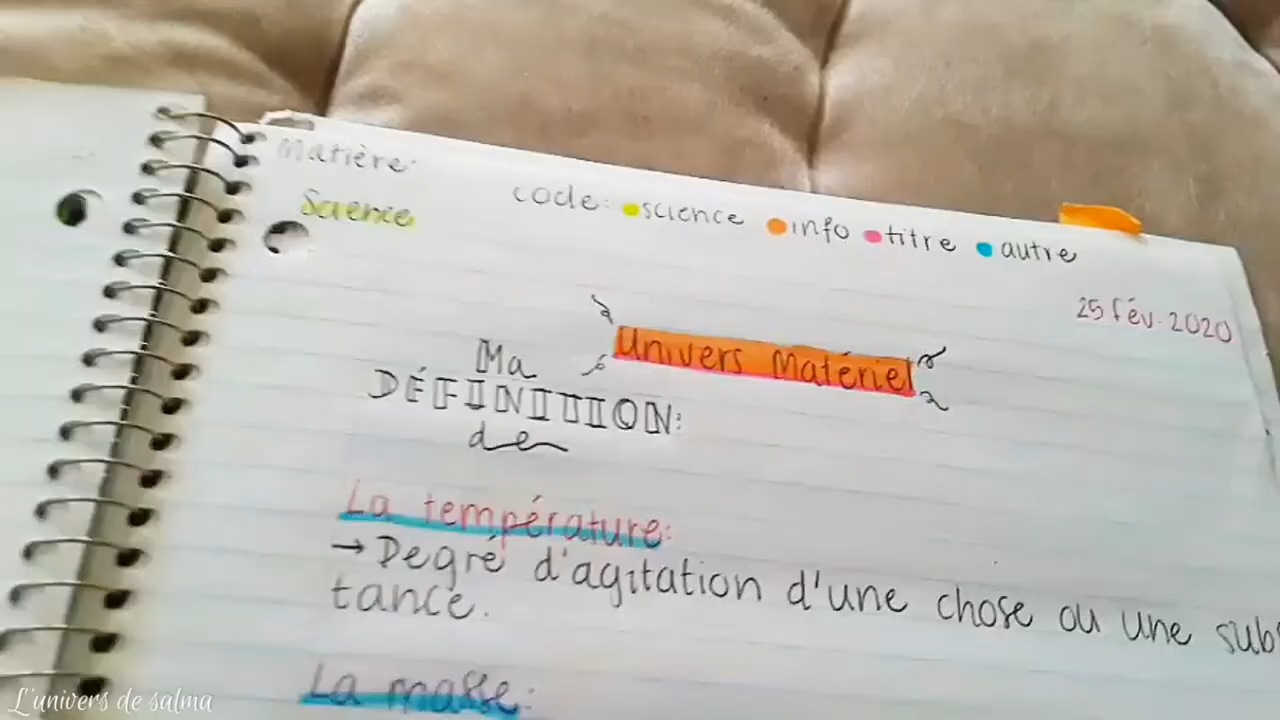 Matière:
Science
code: science info titre autre
25 fév. 2020
Univers Matériel
Ma
DÉFINITION:
de
La température:
→ Degré d'agitation d'une chose ou une subs
tance.
La masse:
L'univers de salma